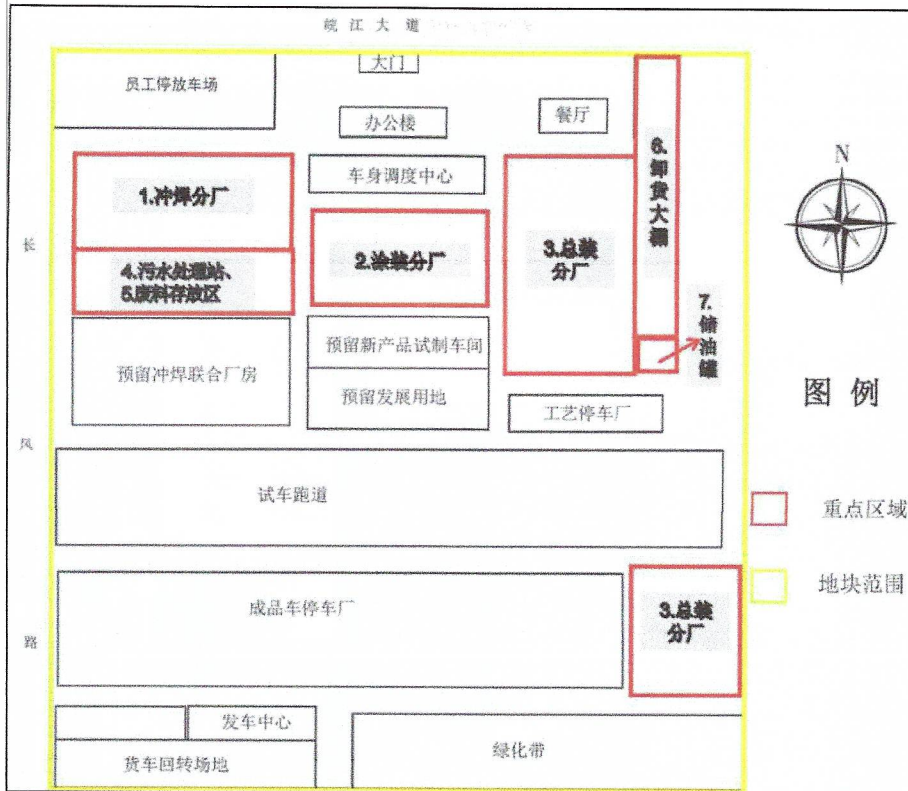 皖江大道
大门
员工停放车场
办公楼
餐厅
6.卸货大棚
N
车身调度中心
1.冲焊分厂
2.涂装分厂
3.总装
分厂
长
4.污水处理站、
5.废料存放区
7.储油罐
预留新产品试制车间
预留冲焊联合厂房
预留发展用地
工艺停车厂
图 例
风
试车跑道
重点区域
成品车停车厂
3.总装
分厂
地块范围
路
发车中心
货车回转场地
绿化带